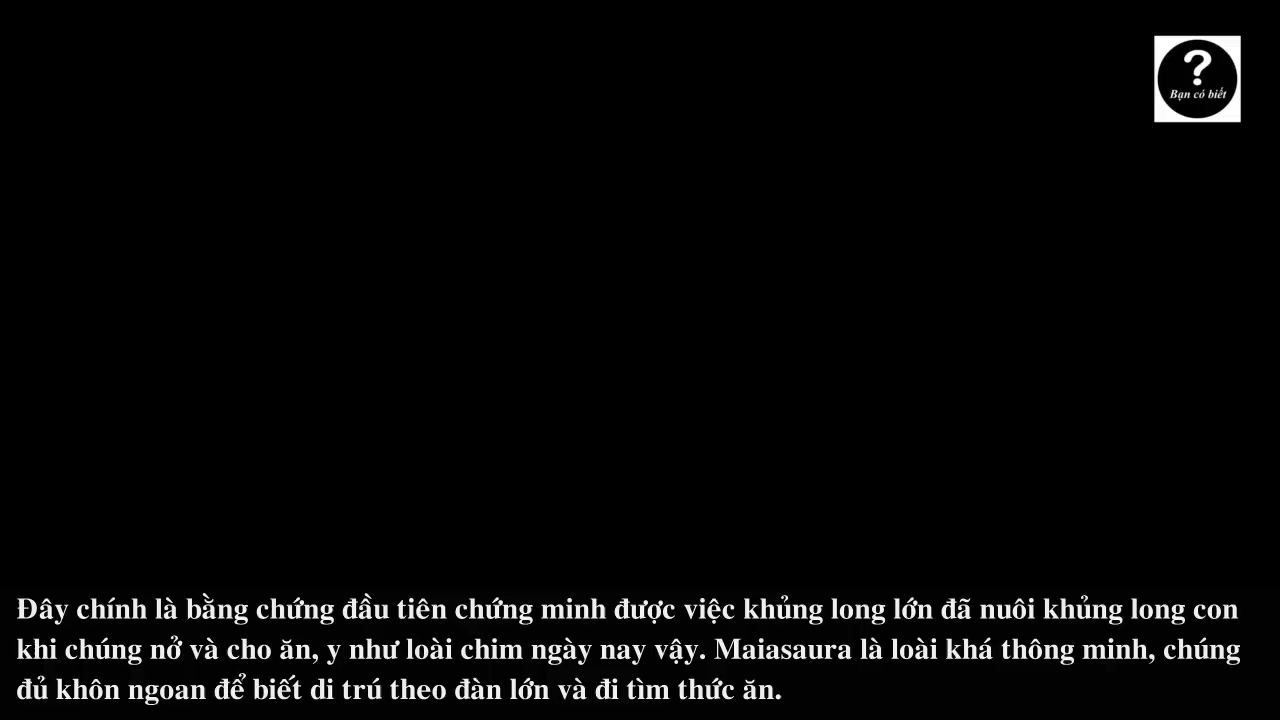 ?
Bạn có biết
Đây chính là bằng chứng đầu tiên chứng minh được việc khủng long lớn đã nuôi khủng long con
khi chúng nở và cho ăn, y như loài chim ngày nay vậy. Maiasaura là loài khá thông minh, chúng
đủ khôn ngoan để biết di trú theo đàn lớn và đi tìm thức ăn.